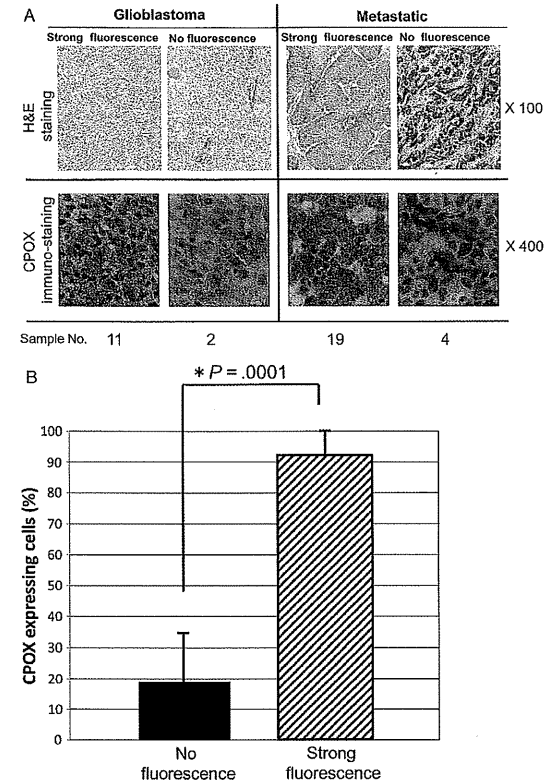 A
Glioblastoma Metastatic
Strong fluorescence No fluorescence Strong fluorescence No fluorescence
H&E staining
X 100
CPOX immuno-staining
X 400
Sample No. 11 2 19 4
B
* P = .0001
CPOX expressing cells (%)
100
90
80
70
60
50
40
30
20
10
0
No fluorescence
Strong fluorescence